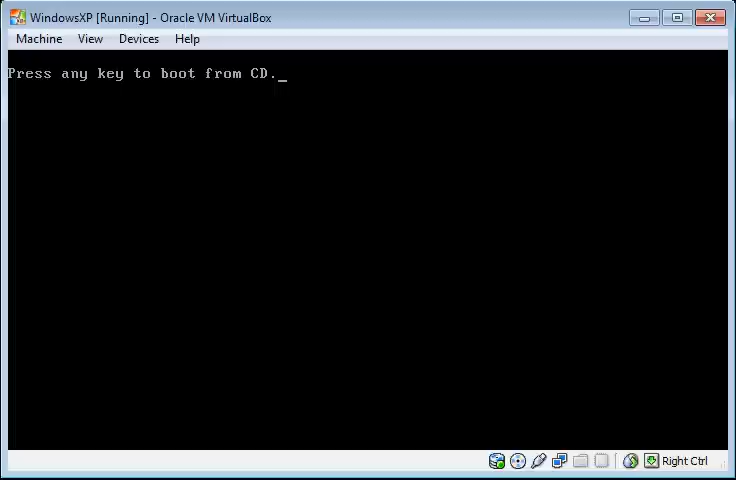 WindowsXP [Running] - Oracle VM VirtualBox
Machine View Devices Help
Press any key to boot from CD._
Right Ctrl